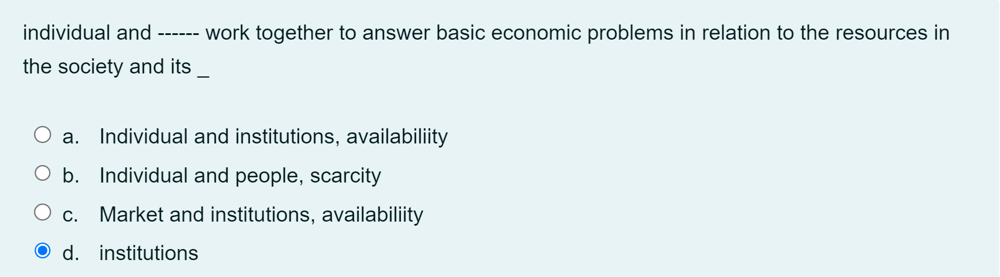 individual and ------ work together to answer basic economic problems in relation to the resources in
the society and its _
a. Individual and institutions, availabiliity
b. Individual and people, scarcity
c. Market and institutions, availabiliity
d. institutions